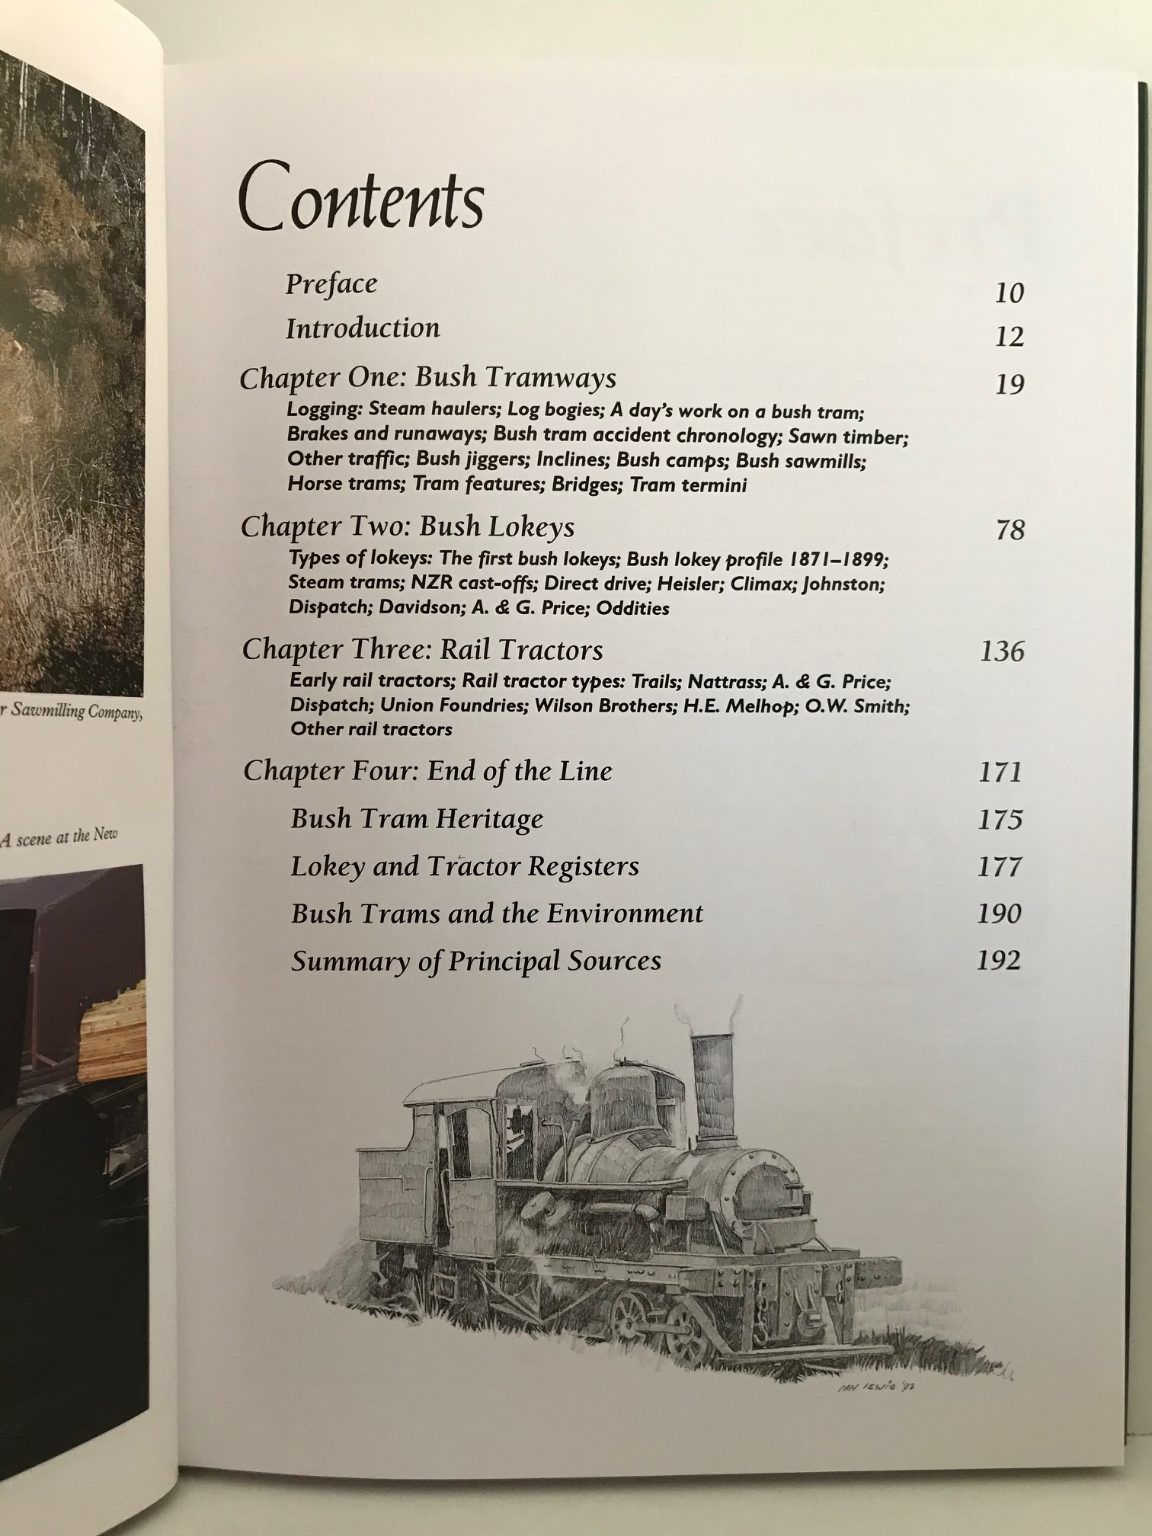 r Sawmilling Company,
A scene at the New
Contents
Preface 10
Introduction 12
Chapter One: Bush Tramways 19
Logging: Steam haulers; Log bogies; A day's work on a bush tram;
Brakes and runaways; Bush tram accident chronology; Sawn timber;
Other traffic; Bush jiggers; Inclines; Bush camps; Bush sawmills;
Horse trams; Tram features; Bridges; Tram termini
Chapter Two: Bush Lokeys 78
Types of lokeys: The first bush lokeys; Bush lokey profile 1871–1899;
Steam trams; NZR cast-offs; Direct drive; Heisler; Climax; Johnston;
Dispatch; Davidson; A. & G. Price; Oddities
Chapter Three: Rail Tractors 136
Early rail tractors; Rail tractor types: Trails; Nattrass; A. & G. Price;
Dispatch; Union Foundries; Wilson Brothers; H.E. Melhop; O.W. Smith;
Other rail tractors
Chapter Four: End of the Line 171
Bush Tram Heritage 175
Lokey and Tractor Registers 177
Bush Trams and the Environment 190
Summary of Principal Sources 192
IAN LEWIS '93